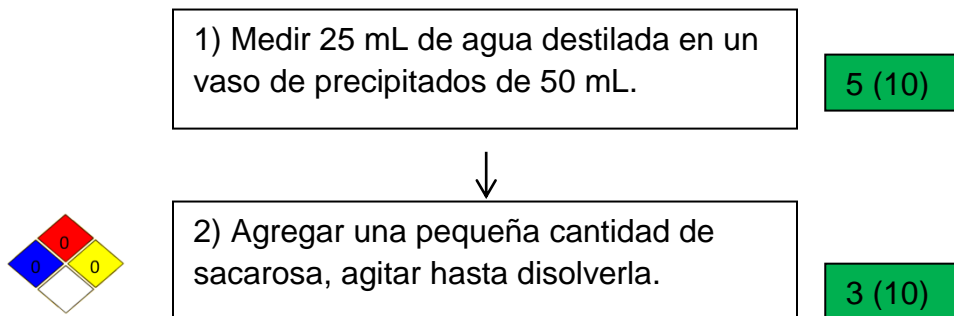 1) Medir 25 mL de agua destilada en un
vaso de precipitados de 50 mL.
5 (10)
2) Agregar una pequeña cantidad de
sacarosa, agitar hasta disolverla.
0
0
0
3 (10)